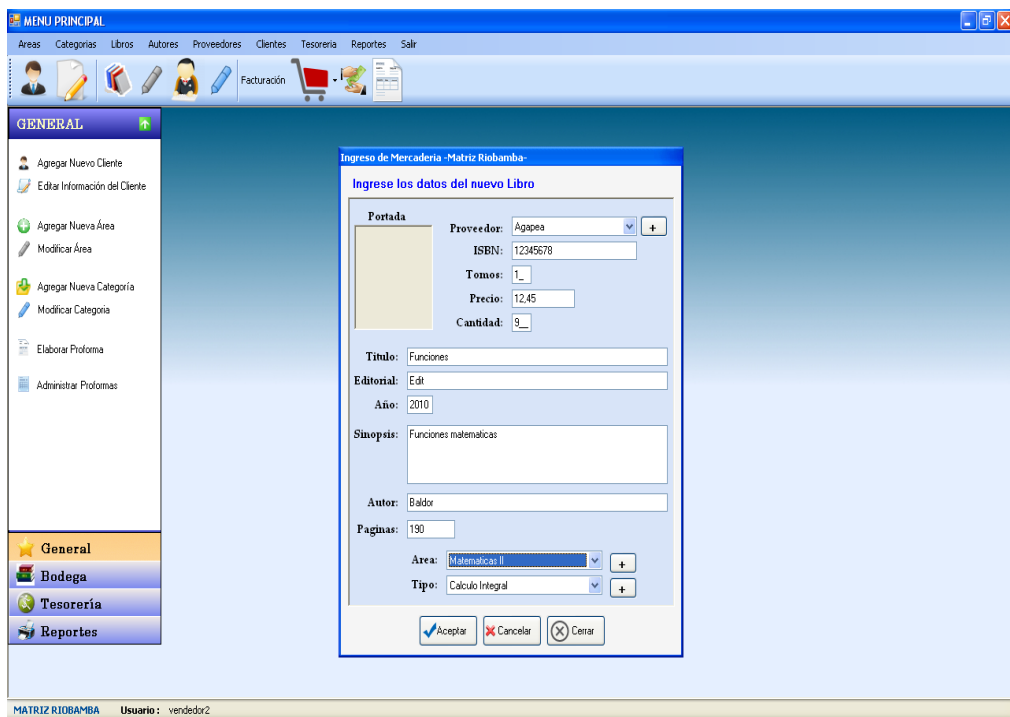 MENU PRINCIPAL
Areas Categorias Libros Autores Proveedores Clientes Tesoreria Reportes Salir
Facturación
GENERAL
Agregar Nuevo Cliente
Editar Información del Cliente
Agregar Nueva Área
Modificar Área
Agregar Nueva Categoría
Modificar Categoria
Elaborar Proforma
Administrar Proformas
General
Bodega
Tesorería
Reportes
Ingreso de Mercaderia -Matriz Riobamba-
Ingrese los datos del nuevo Libro
Portada
Proveedor: Agapea +
ISBN: 12345678
Tomos: 1_
Precio: 12,45
Cantidad: 9__
Titulo: Funciones
Editorial: Edit
Año: 2010
Sinopsis: Funciones matematicas
Autor: Baldor
Paginas: 190
Area: Matematicas II +
Tipo: Calculo Integral +
Aceptar Cancelar Cerrar
MATRIZ RIOBAMBA Usuario : vendedor2